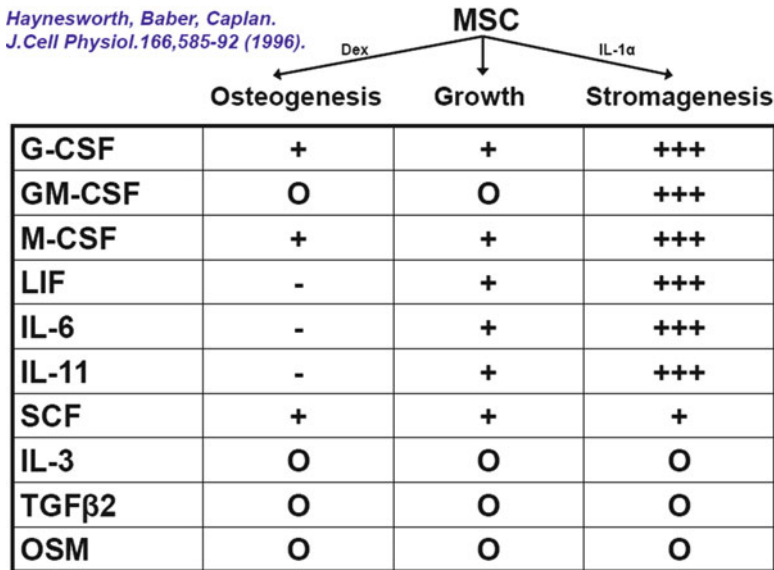 Haynesworth, Baber, Caplan.
J.Cell Physiol.166,585-92 (1996).
MSC
Dex IL-1α
Osteogenesis Growth Stromagenesis
G-CSF + + +++
GM-CSF O O +++
M-CSF + + +++
LIF - + +++
IL-6 - + +++
IL-11 - + +++
SCF + + +
IL-3 O O O
TGFβ2 O O O
OSM O O O